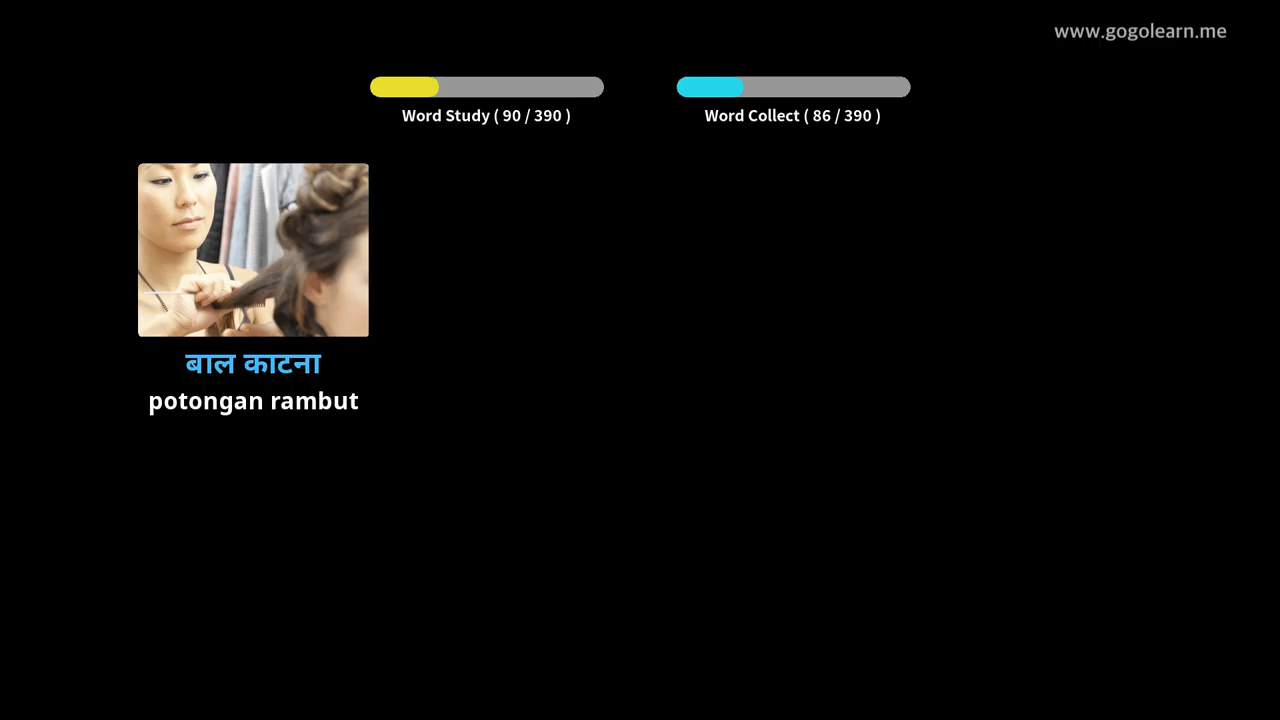 www.gogolearn.me
Word Study ( 90 / 390 )
Word Collect ( 86 / 390 )
बाल काटना
potongan rambut